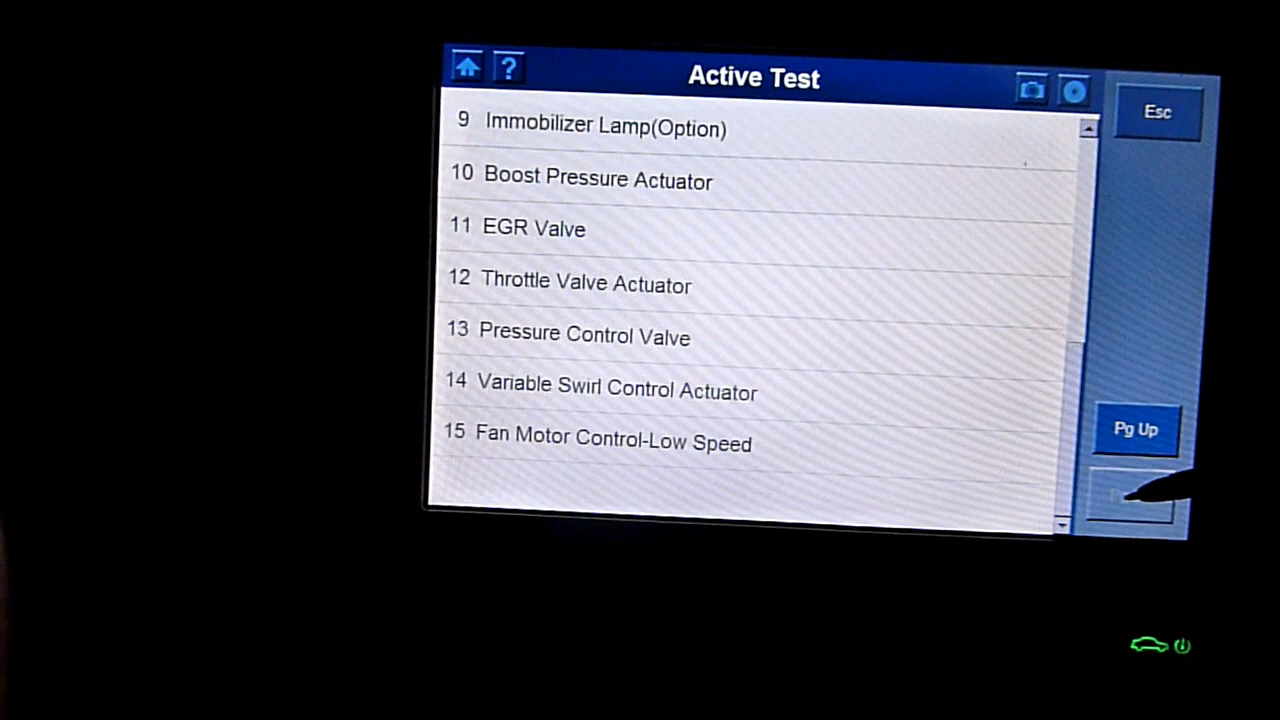 ? Active Test
Esc
9 Immobilizer Lamp(Option)
10 Boost Pressure Actuator
11 EGR Valve
12 Throttle Valve Actuator
13 Pressure Control Valve
14 Variable Swirl Control Actuator
15 Fan Motor Control-Low Speed
Pg Up